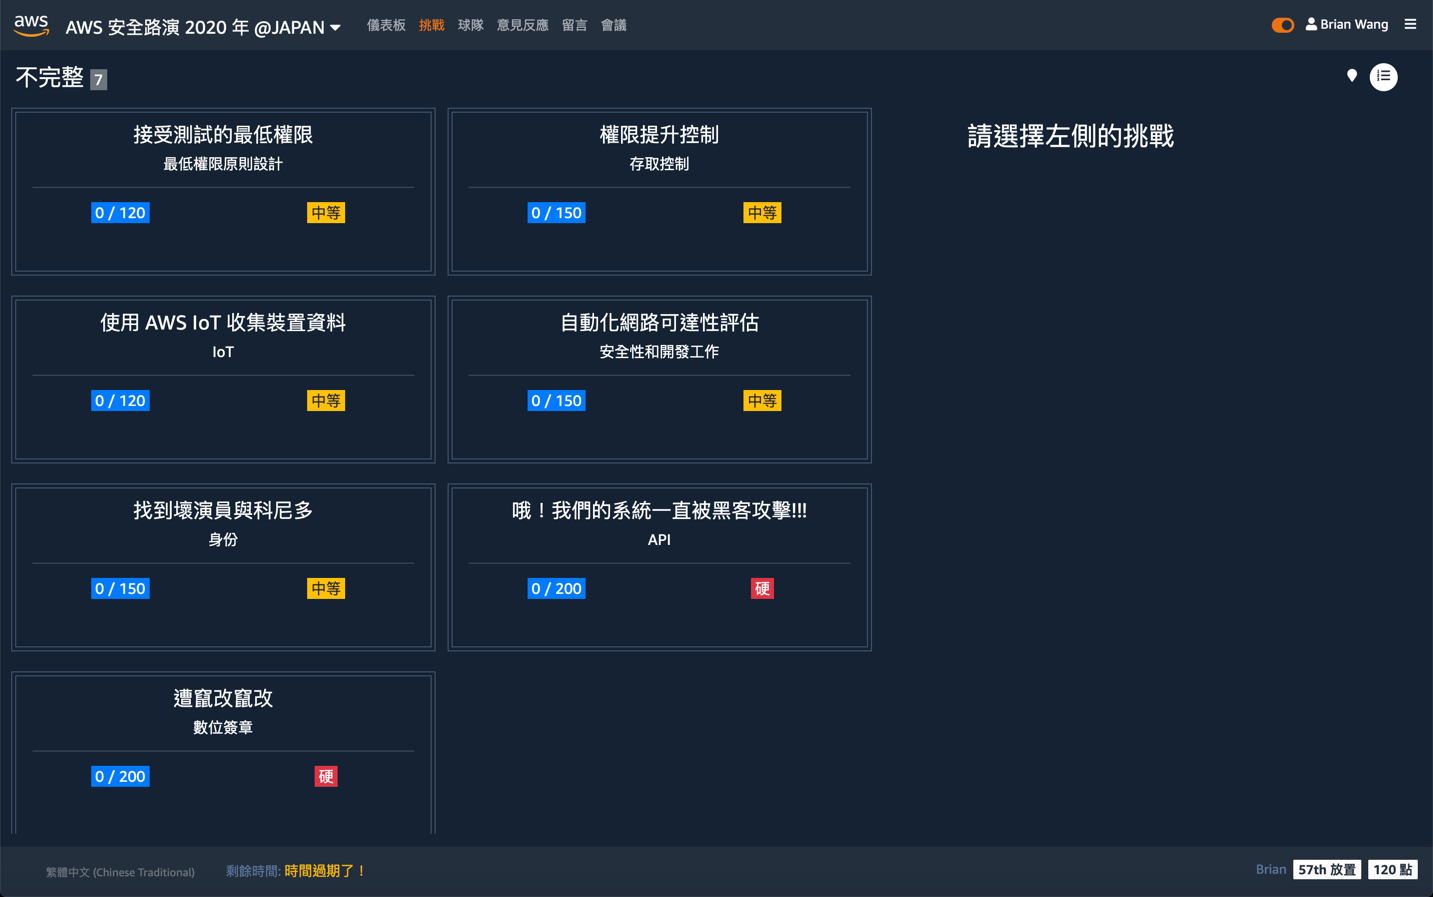 aws
AWS 安全路演 2020 年 @JAPAN
儀表板 挑戰 球隊 意見反應 留言 會議
Brian Wang
不完整 7
接受測試的最低權限
最低權限原則設計
0 / 120 中等
權限提升控制
存取控制
0 / 150 中等
請選擇左側的挑戰
使用 AWS IoT 收集裝置資料
IoT
0 / 120 中等
自動化網路可達性評估
安全性和開發工作
0 / 150 中等
找到壞演員與科尼多
身份
0 / 150 中等
哦！我們的系統一直被黑客攻擊!!!
API
0 / 200 硬
遭竄改竄改
數位簽章
0 / 200 硬
繁體中文 (Chinese Traditional)
剩餘時間: 時間過期了！
Brian 57th 放置 120 點